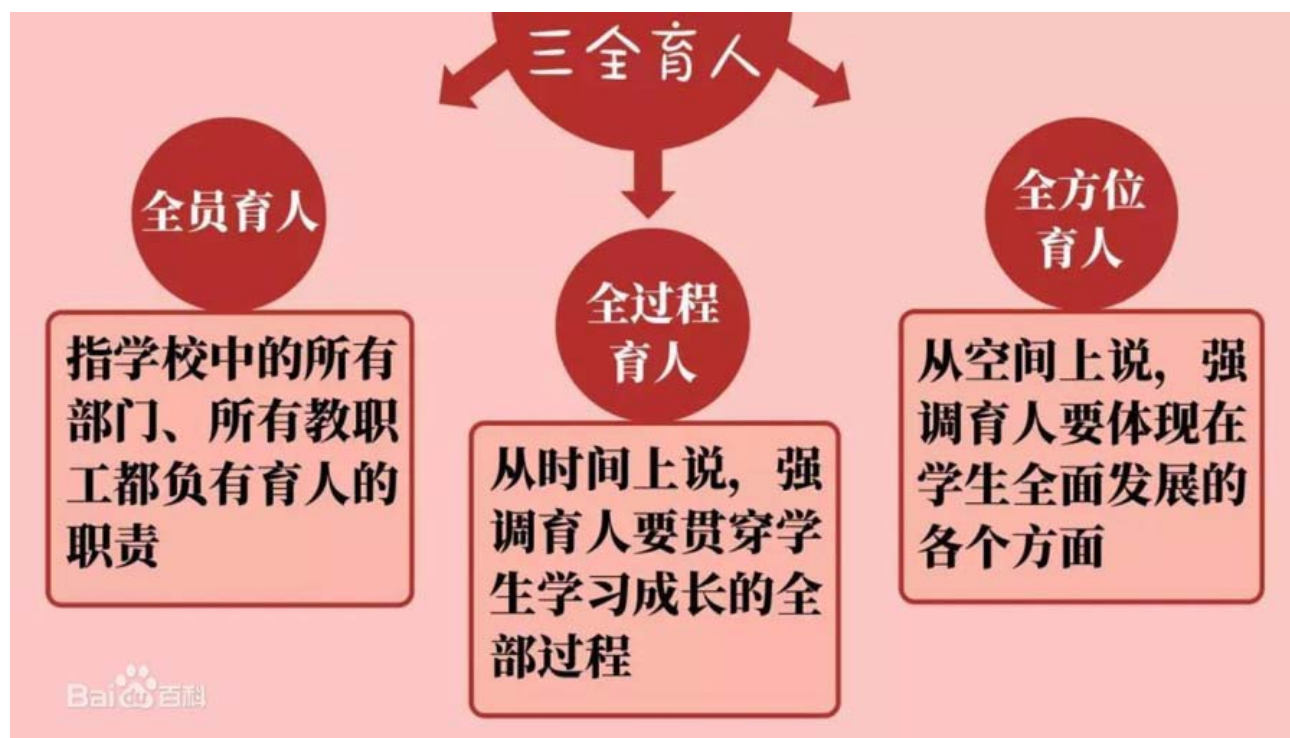 三全育人
全员育人
指学校中的所有
部门、所有教职
工都负有育人的
职责
全过程
育人
从时间上说，强
调育人要贯穿学
生学习成长的全
部过程
全方位
育人
从空间上说，强
调育人要体现在
学生全面发展的
各个方面
Bai du 百科